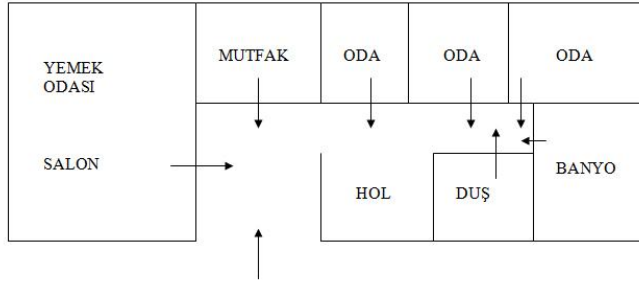 YEMEK
ODASI
MUTFAK
ODA
ODA
ODA
SALON
HOL
DUŞ
BANYO